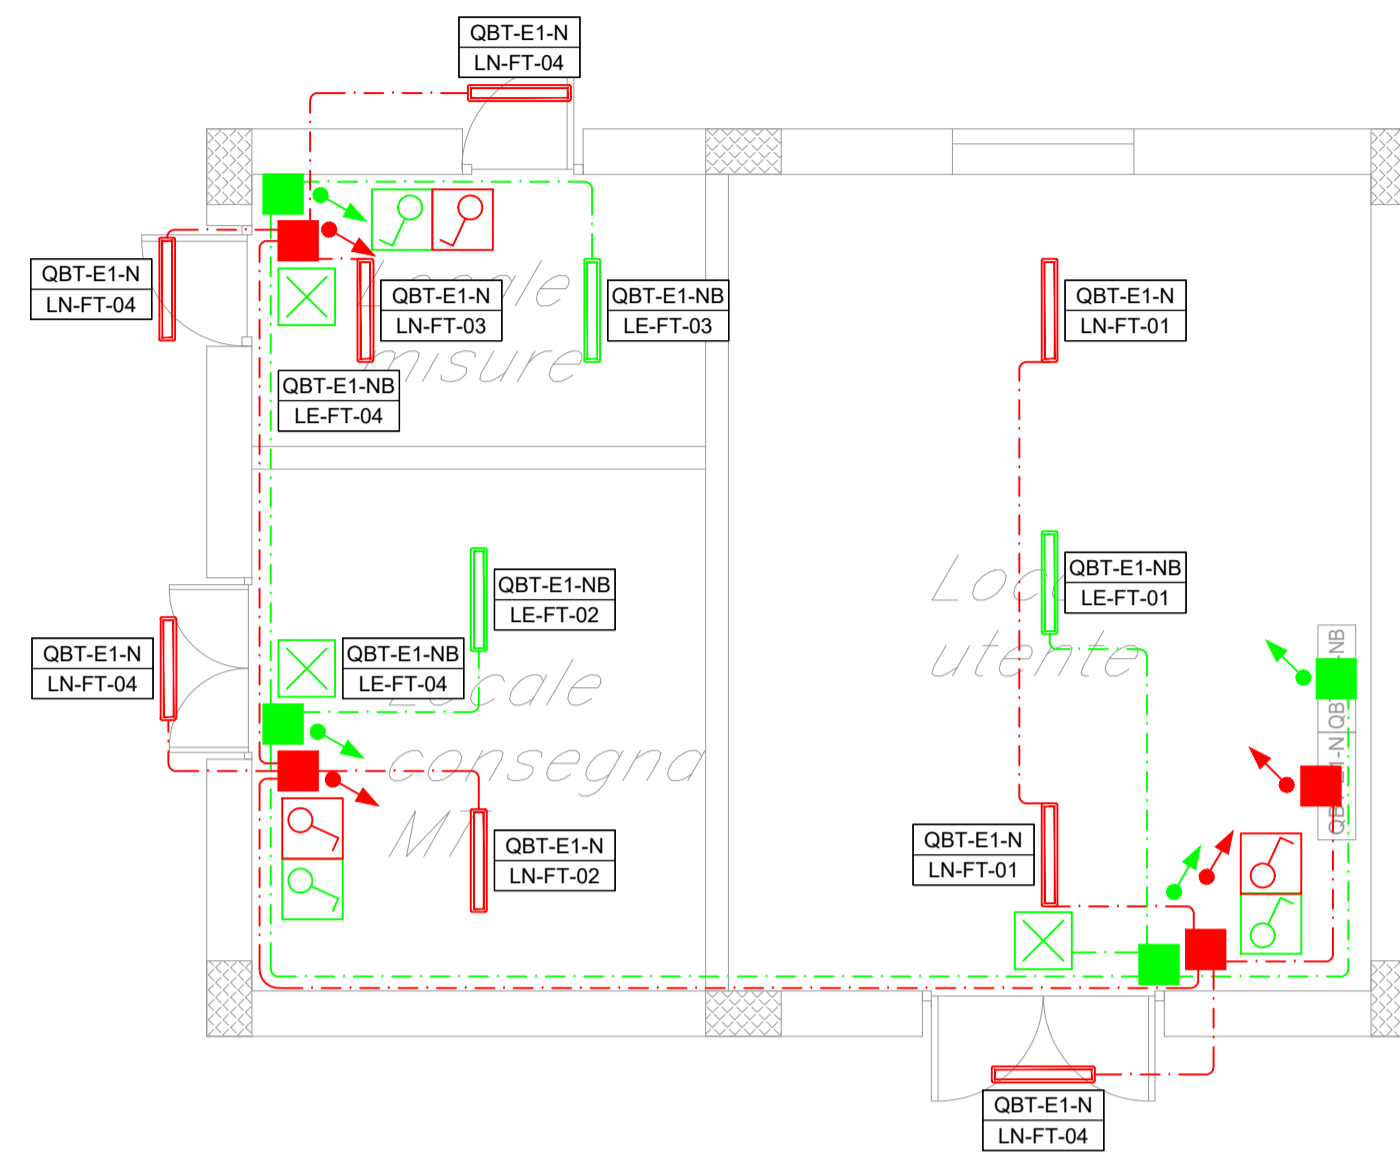 QBT-E1-N
LN-FT-04
QBT-E1-N
LN-FT-04
QBT-E1-N
LN-FT-03
QBT-E1-NB
LE-FT-03
QBT-E1-N
LN-FT-01
Locale
misure
QBT-E1-NB
LE-FT-04
QBT-E1-NB
LE-FT-02
QBT-E1-NB
LE-FT-01
Locale
utente
QBT-E1-N
LN-FT-04
QBT-E1-NB
LE-FT-04
Locale
consegna
MT
QBT-E1-N
LN-FT-02
QBT-E1-N
LN-FT-01
QBT-E1-N
LN-FT-04